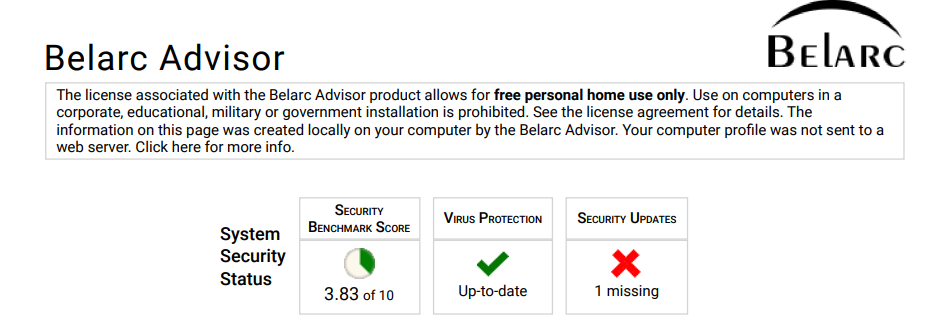 BELARC
Belarc Advisor
The license associated with the Belarc Advisor product allows for free personal home use only. Use on computers in a
corporate, educational, military or government installation is prohibited. See the license agreement for details. The
information on this page was created locally on your computer by the Belarc Advisor. Your computer profile was not sent to a
web server. Click here for more info.
System
Security
Status
Security
Benchmark Score
3.83 of 10
Virus Protection
Up-to-date
Security Updates
1 missing